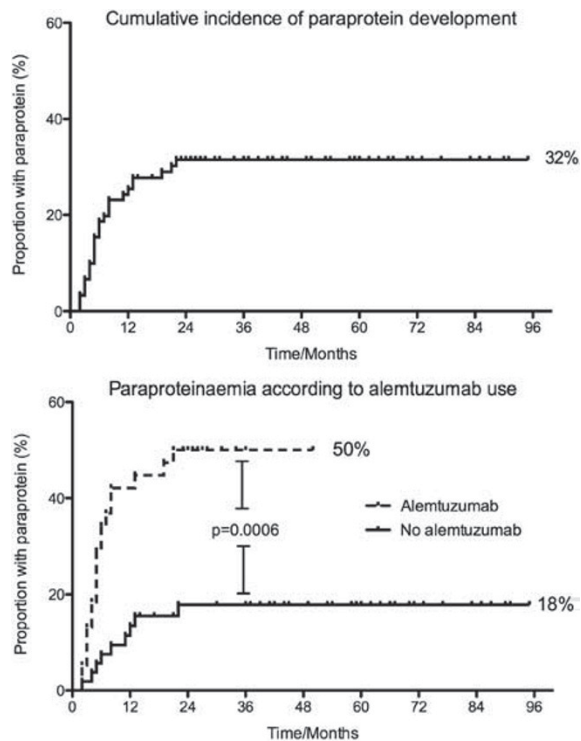 Cumulative incidence of paraprotein development
Proportion with paraprotein (%)
60
40
20
0
32%
0 12 24 36 48 60 72 84 96
Time/Months
Paraproteinaemia according to alemtuzumab use
Proportion with paraprotein (%)
60
40
20
0
50%
Alemtuzumab
No alemtuzumab
p=0.0006
18%
0 12 24 36 48 60 72 84 96
Time/Months